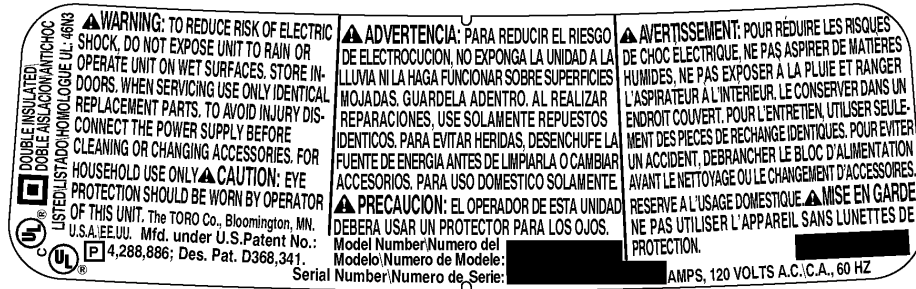 DOUBLE INSULATED
DOBLE AISLACION\ANTICHOC
LISTED/LISTADO/HOMOLOGUE UL: 46N3
C UL ®
UL ®
⚠WARNING: TO REDUCE RISK OF ELECTRIC
SHOCK, DO NOT EXPOSE UNIT TO RAIN OR
OPERATE UNIT ON WET SURFACES. STORE IN-
DOORS. WHEN SERVICING USE ONLY IDENTICAL
REPLACEMENT PARTS. TO AVOID INJURY DIS-
CONNECT THE POWER SUPPLY BEFORE
CLEANING OR CHANGING ACCESSORIES. FOR
HOUSEHOLD USE ONLY⚠CAUTION: EYE
PROTECTION SHOULD BE WORN BY OPERATOR
OF THIS UNIT. The TORO Co., Bloomington, MN.
U.S.A.\EE.UU. Mfd. under U.S.Patent No.:
P 4,288,886; Des. Pat. D368,341.
⚠ ADVERTENCIA: PARA REDUCIR EL RIESGO
DE ELECTROCUCION, NO EXPONGA LA UNIDAD A LA
LLUVIA NI LA HAGA FUNCIONAR SOBRE SUPERFICIES
MOJADAS. GUARDELA ADENTRO. AL REALIZAR
REPARACIONES, USE SOLAMENTE REPUESTOS
IDENTICOS. PARA EVITAR HERIDAS, DESENCHUFE LA
FUENTE DE ENERGIA ANTES DE LIMPIARLA O CAMBIAR
ACCESORIOS. PARA USO DOMESTICO SOLAMENTE.
⚠ PRECAUCION: EL OPERADOR DE ESTA UNIDAD
DEBERA USAR UN PROTECTOR PARA LOS OJOS.
Model Number\Numero del
Modelo\Numero de Modele:
Serial Number\Numero de Serie:
⚠ AVERTISSEMENT: POUR RÉDUIRE LES RISQUES
DE CHOC ELECTRIQUE, NE PAS ASPIRER DE MATIERES
HUMIDES, NE PAS EXPOSER À LA PLUIE ET RANGER
L'ASPIRATEUR À L'INTERIEUR. LE CONSERVER DANS UN
ENDROIT COUVERT. POUR L'ENTRETIEN, UTILISER SEULE-
MENT DES PIECES DE RECHANGE IDENTIQUES. POUR EVITER
UN ACCIDENT, DEBRANCHER LE BLOC D'ALIMENTATION
AVANT LE NETTOYAGE OU LE CHANGEMENT D'ACCESSOIRES.
RESERVE A L'USAGE DOMESTIQUE.⚠MISE EN GARDE
NE PAS UTILISER L'APPAREIL SANS LUNETTES DE
PROTECTION.
AMPS, 120 VOLTS A.C.\C.A., 60 HZ